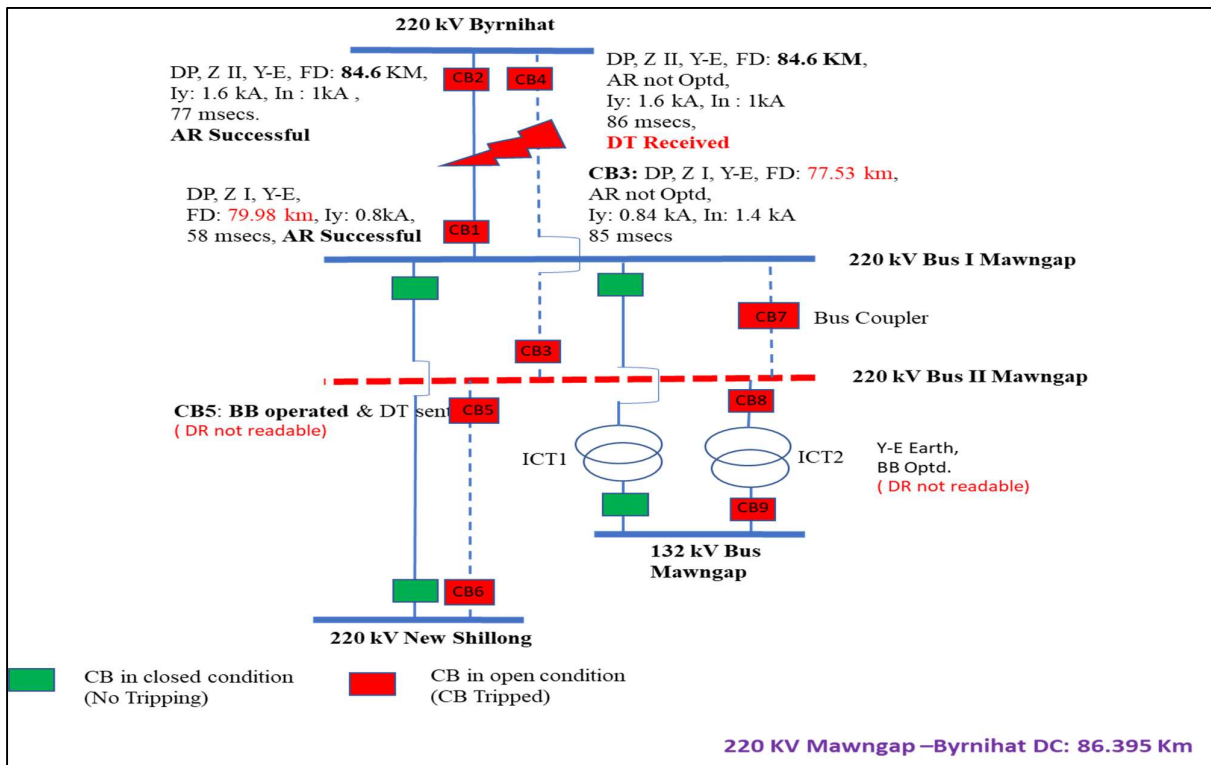 220 kV Byrnihat
DP, Z II, Y-E, FD: 84.6 KM,
Iy: 1.6 kA, In : 1kA ,
77 msecs.
AR Successful
CB2
CB4
DP, Z II, Y-E, FD: 84.6 KM,
AR not Optd,
Iy: 1.6 kA, In : 1kA
86 msecs,
DT Received
DP, Z I, Y-E,
FD: 79.98 km, Iy: 0.8kA,
58 msecs, AR Successful
CB1
CB3: DP, Z I, Y-E, FD: 77.53 km,
AR not Optd,
Iy: 0.84 kA, In: 1.4 kA
85 msecs
220 kV Bus I Mawngap
CB7
Bus Coupler
CB3
220 kV Bus II Mawngap
CB5: BB operated & DT sent
( DR not readable)
CB5
CB8
ICT1
ICT2
Y-E Earth,
BB Optd.
( DR not readable)
CB9
132 kV Bus
Mawngap
CB6
220 kV New Shillong
CB in closed condition
(No Tripping)
CB in open condition
(CB Tripped)
220 KV Mawngap –Byrnihat DC: 86.395 Km